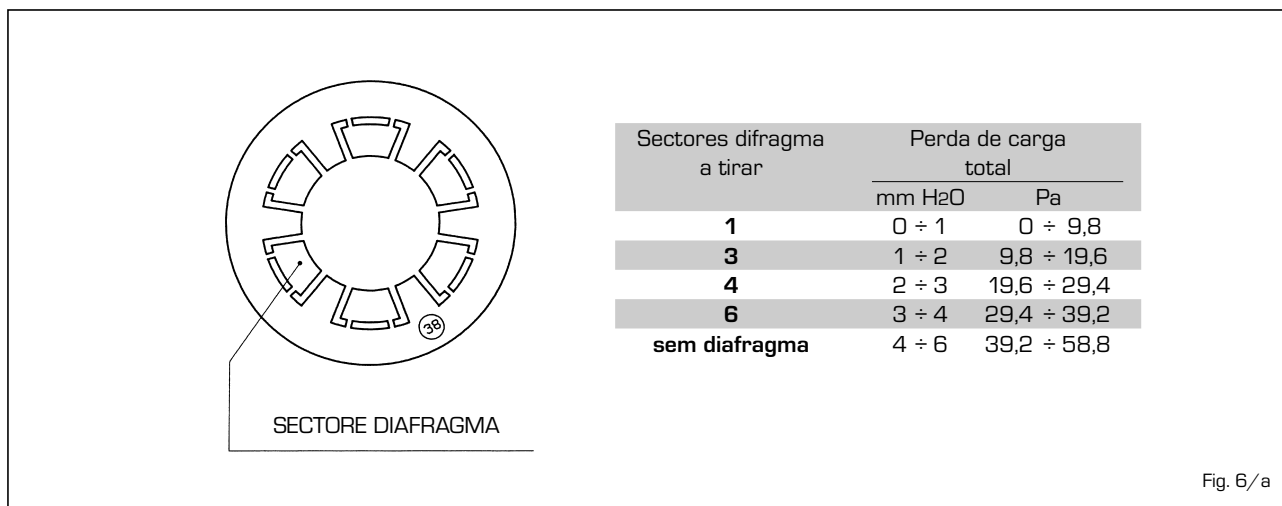 Sectores difragma Perda de carga
a tirar total
mm H2O Pa
1 0 ÷ 1 0 ÷ 9,8
3 1 ÷ 2 9,8 ÷ 19,6
4 2 ÷ 3 19,6 ÷ 29,4
6 3 ÷ 4 29,4 ÷ 39,2
sem diafragma 4 ÷ 6 39,2 ÷ 58,8
38
SECTORE DIAFRAGMA
Fig. 6/a